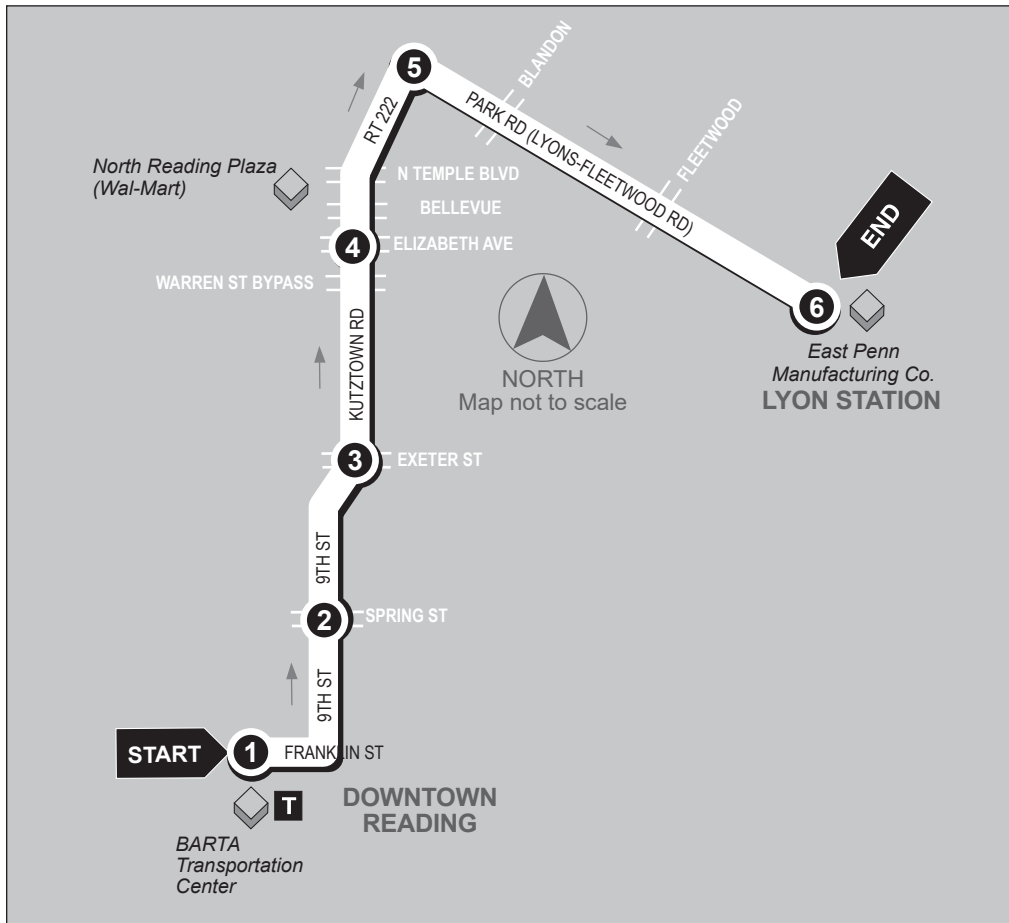 5
BLANDON
RT 222
PARK RD (LYONS-FLEETWOOD RD)
FLEETWOOD
North Reading Plaza
(Wal-Mart)
N TEMPLE BLVD
BELLEVUE
4
ELIZABETH AVE
WARREN ST BYPASS
END
6
KUTZTOWN RD
NORTH
Map not to scale
East Penn
Manufacturing Co.
LYON STATION
3
EXETER ST
9TH ST
2
SPRING ST
9TH ST
START
1
FRANKLIN ST
T
DOWNTOWN
READING
BARTA
Transportation
Center